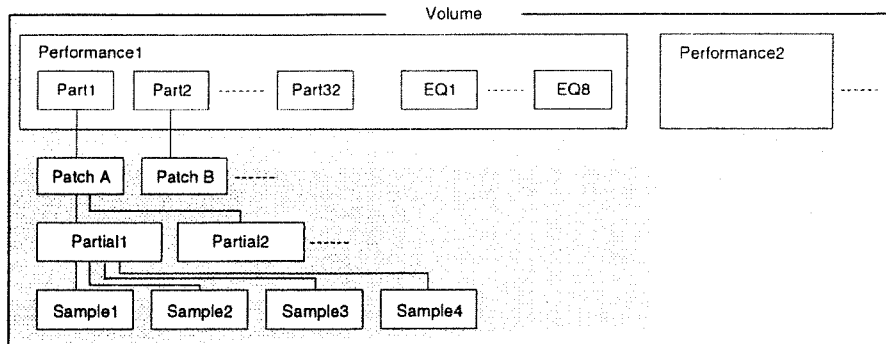 Volume
Performance1
Performance2
Part1 Part2 Part32 EQ1 EQ8
Patch A Patch B
Partial1 Partial2
Sample1 Sample2 Sample3 Sample4